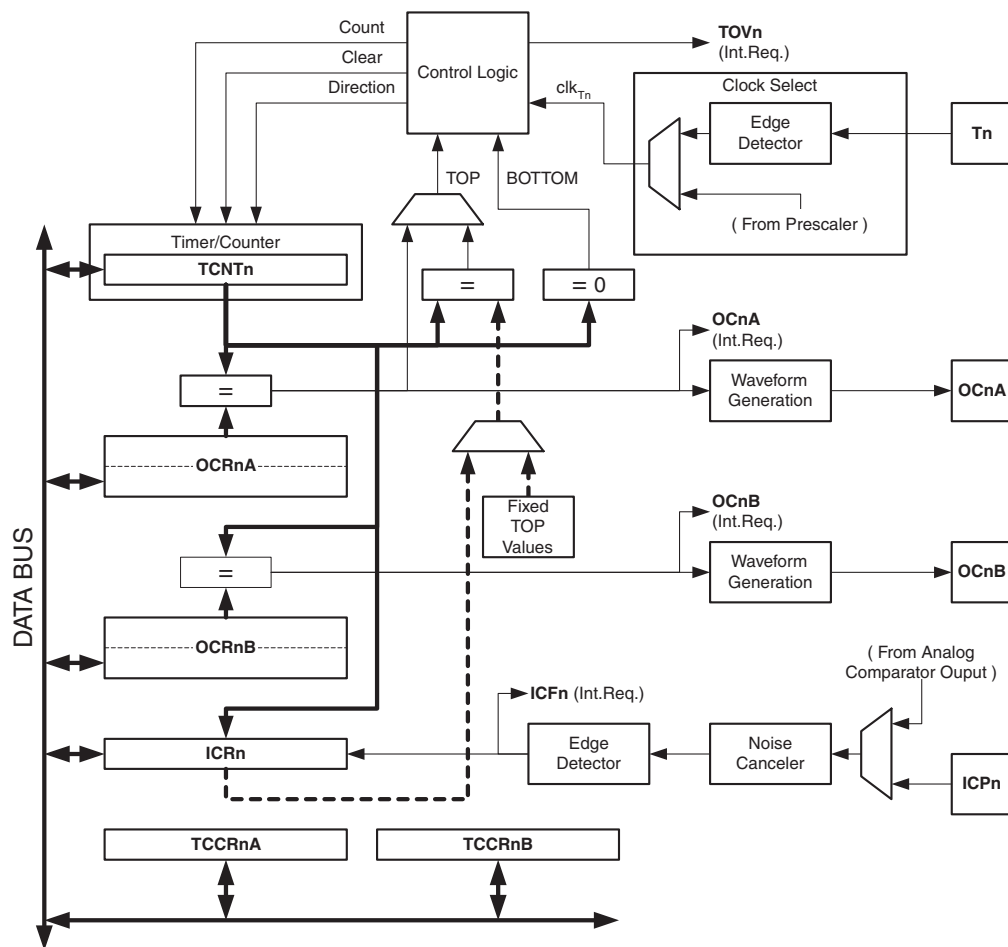 Count
Clear
Direction
Control Logic
TOVn
(Int.Req.)
clkTn
Clock Select
Edge
Detector
Tn
( From Prescaler )
TOP
BOTTOM
Timer/Counter
TCNTn
=
= 0
OCnA
(Int.Req.)
=
Waveform
Generation
OCnA
OCRnA
Fixed
TOP
Values
OCnB
(Int.Req.)
=
Waveform
Generation
OCnB
OCRnB
DATA BUS
( From Analog
Comparator Ouput )
ICFn (Int.Req.)
ICRn
Edge
Detector
Noise
Canceler
ICPn
TCCRnA
TCCRnB